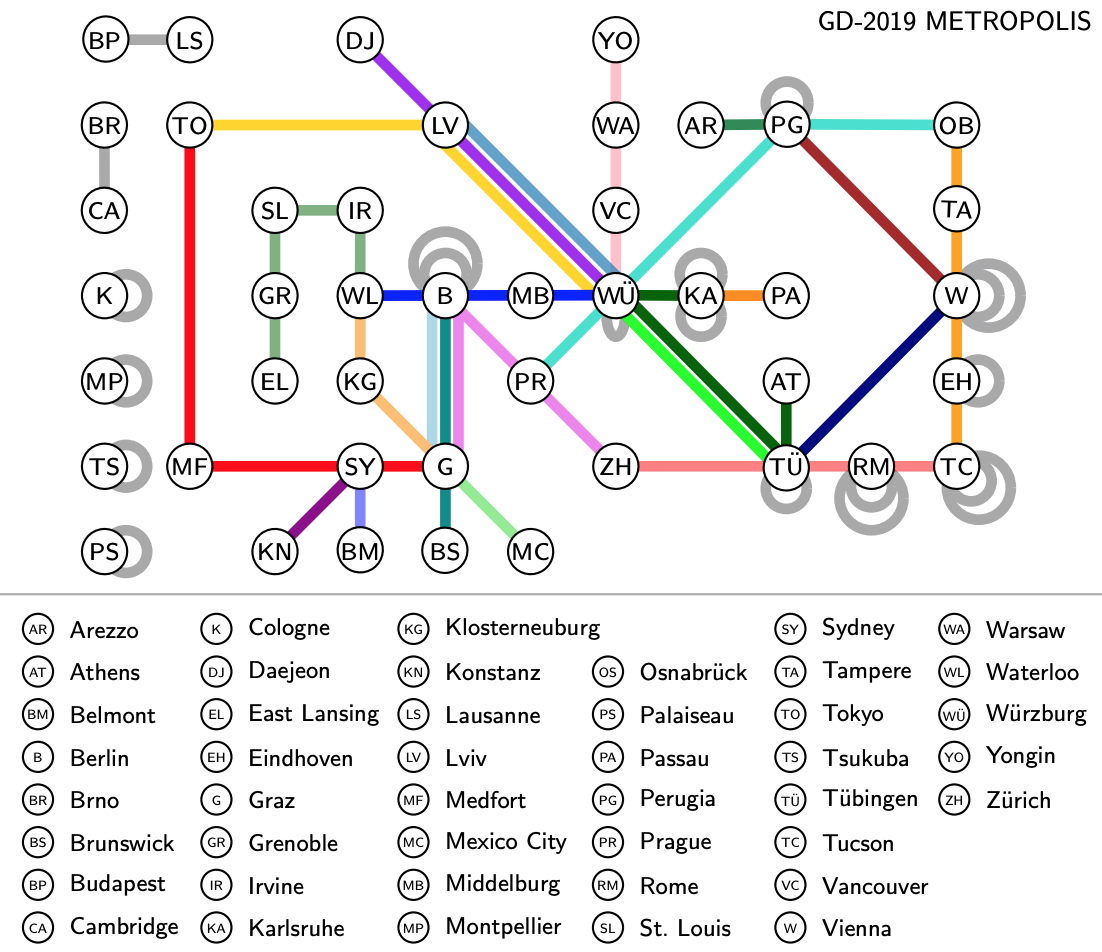 GD-2019 METROPOLIS
BP LS DJ YO
BR TO LV WA AR PG OB
CA SL IR VC TA
K GR WL B MB WÜ KA PA W
MP EL KG PR AT EH
TS MF SY G ZH TÜ RM TC
PS KN BM BS MC
AR Arezzo K Cologne KG Klosterneuburg SY Sydney WA Warsaw
AT Athens DJ Daejeon KN Konstanz OS Osnabrück TA Tampere WL Waterloo
BM Belmont EL East Lansing LS Lausanne PS Palaiseau TO Tokyo WÜ Würzburg
B Berlin EH Eindhoven LV Lviv PA Passau TS Tsukuba YO Yongin
BR Brno G Graz MF Medfort PG Perugia TÜ Tübingen ZH Zürich
BS Brunswick GR Grenoble MC Mexico City PR Prague TC Tucson
BP Budapest IR Irvine MB Middelburg RM Rome VC Vancouver
CA Cambridge KA Karlsruhe MP Montpellier SL St. Louis W Vienna